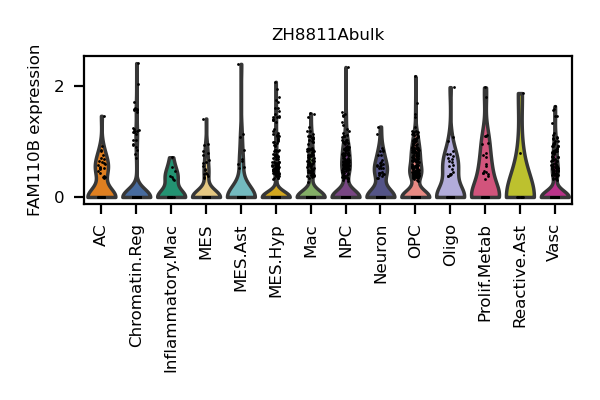 ZH8811Abulk
FAM110B expression
2
0
AC
Chromatin.Reg
Inflammatory.Mac
MES
MES.Ast
MES.Hyp
Mac
NPC
Neuron
OPC
Oligo
Prolif.Metab
Reactive.Ast
Vasc